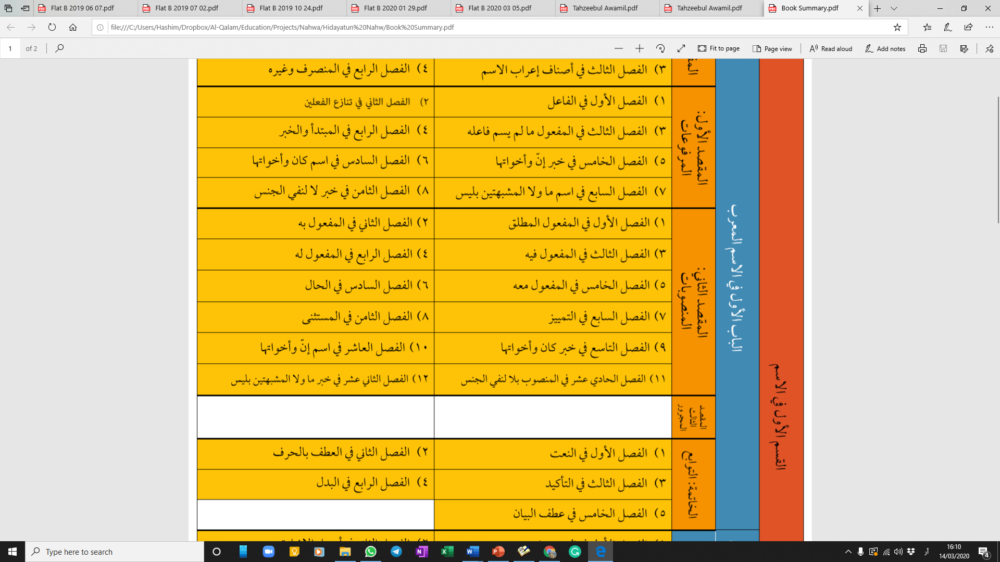 Flat B 2019 06 07.pdf
Flat B 2019 07 02.pdf
Flat B 2019 10 24.pdf
Flat B 2020 01 29.pdf
Flat B 2020 03 05.pdf
Tahzeebul Awamil.pdf
Tahzeebul Awamil.pdf
Book Summary.pdf
file:///C:/Users/Hashim/Dropbox/Al-Qalam/Education/Projects/Nahwa/Hidayatun%20Nahw/Book%20Summary.pdf
1 of 2
Fit to page
Page view
Read aloud
Add notes
القسم الأول في الاسم
الباب الأول في الاسم المعرب
٣) الفصل الثالث في أصناف إعراب الاسم
٤) الفصل الرابع في المنصرف وغيره
المقصد الأول:
المرفوعات
١) الفصل الأول في الفاعل
٢) الفصل الثاني في تنازع الفعلين
٣) الفصل الثالث في المفعول ما لم يسم فاعله
٤) الفصل الرابع في المبتدأ والخبر
٥) الفصل الخامس في خبر إنّ وأخواتها
٦) الفصل السادس في اسم كان وأخواتها
٧) الفصل السابع في اسم ما ولا المشبهتين بليس
٨) الفصل الثامن في خبر لا لنفي الجنس
المقصد الثاني:
المنصوبات
١) الفصل الأول في المفعول المطلق
٢) الفصل الثاني في المفعول به
٣) الفصل الثالث في المفعول فيه
٤) الفصل الرابع في المفعول له
٥) الفصل الخامس في المفعول معه
٦) الفصل السادس في الحال
٧) الفصل السابع في التمييز
٨) الفصل الثامن في المستثنى
٩) الفصل التاسع في خبر كان وأخواتها
١٠) الفصل العاشر في اسم إنّ وأخواتها
١١) الفصل الحادي عشر في المنصوب بلا لنفي الجنس
١٢) الفصل الثاني عشر في خبر ما ولا المشبهتين بليس
المقصد
الثالث
المجرور
الخاتمة: التوابع
١) الفصل الأول في النعت
٢) الفصل الثاني في العطف بالحرف
٣) الفصل الثالث في التأكيد
٤) الفصل الرابع في البدل
٥) الفصل الخامس في عطف البيان
Type here to search
16:10
14/03/2020
4